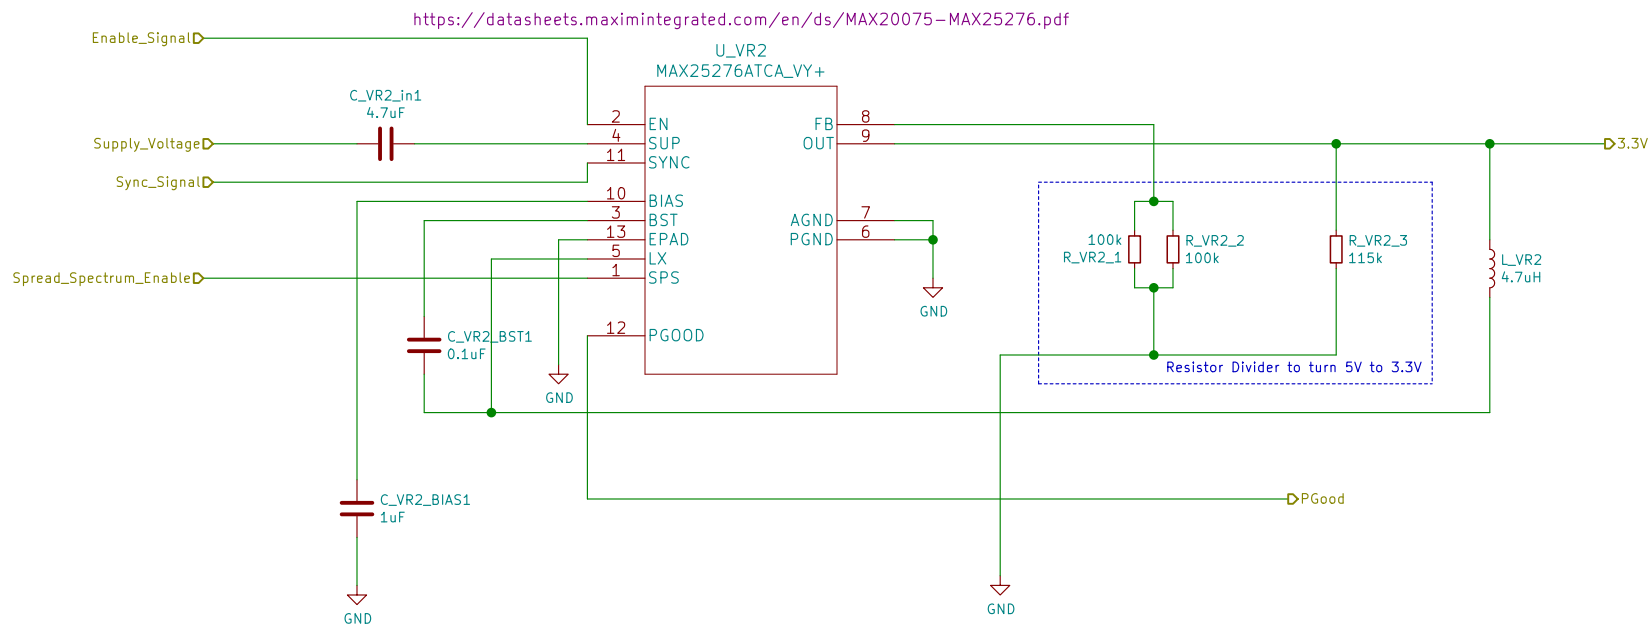 https://datasheets.maximintegrated.com/en/ds/MAX20075-MAX25276.pdf
Enable_Signal
U_VR2
MAX25276ATCA_VY+
C_VR2_in1
4.7uF
2 EN
FB 8
Supply_Voltage
4 SUP
OUT 9
3.3V
11 SYNC
Sync_Signal
10 BIAS
3 BST
AGND 7
13 EPAD
PGND 6
100k
R_VR2_1
R_VR2_2
100k
R_VR2_3
115k
5 LX
L_VR2
4.7uH
Spread_Spectrum_Enable
1 SPS
GND
C_VR2_BST1
0.1uF
12 PGOOD
Resistor Divider to turn 5V to 3.3V
GND
C_VR2_BIAS1
1uF
PGood
GND
GND